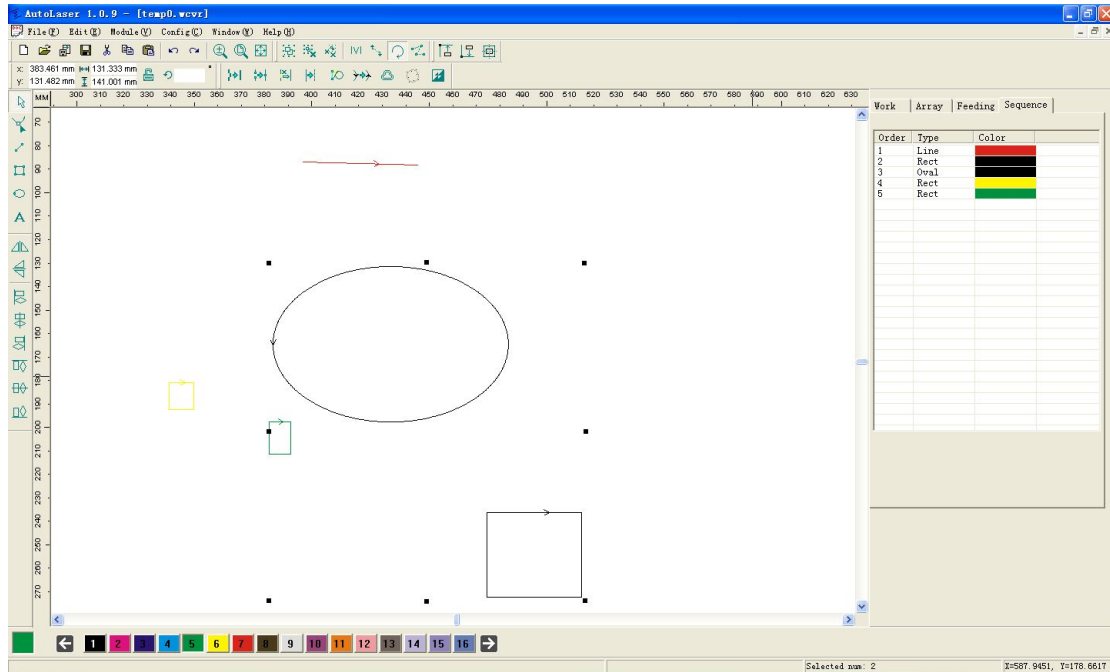 AutoLaser 1.0.9 - [temp0.wcvr]
File(F) Edit(E) Module(V) Config(C) Window(W) Help(H)
x: 383.461 mm 131.333 mm °
y: 131.482 mm 141.001 mm
MM 300 310 320 330 340 350 360 370 380 390 400 410 420 430 440 450 460 470 480 490 500 510 520 530 540 550 560 570 580 590 600 610 620 630
Work Array Feeding Sequence
Order Type Color
1 Line
2 Rect
3 Oval
4 Rect
5 Rect
70
80
90
100
110
120
130
140
150
160
170
180
190
200
210
220
230
240
250
260
270
A
1 2 3 4 5 6 7 8 9 10 11 12 13 14 15 16
Selected num: 2 X=587.9451, Y=178.6617